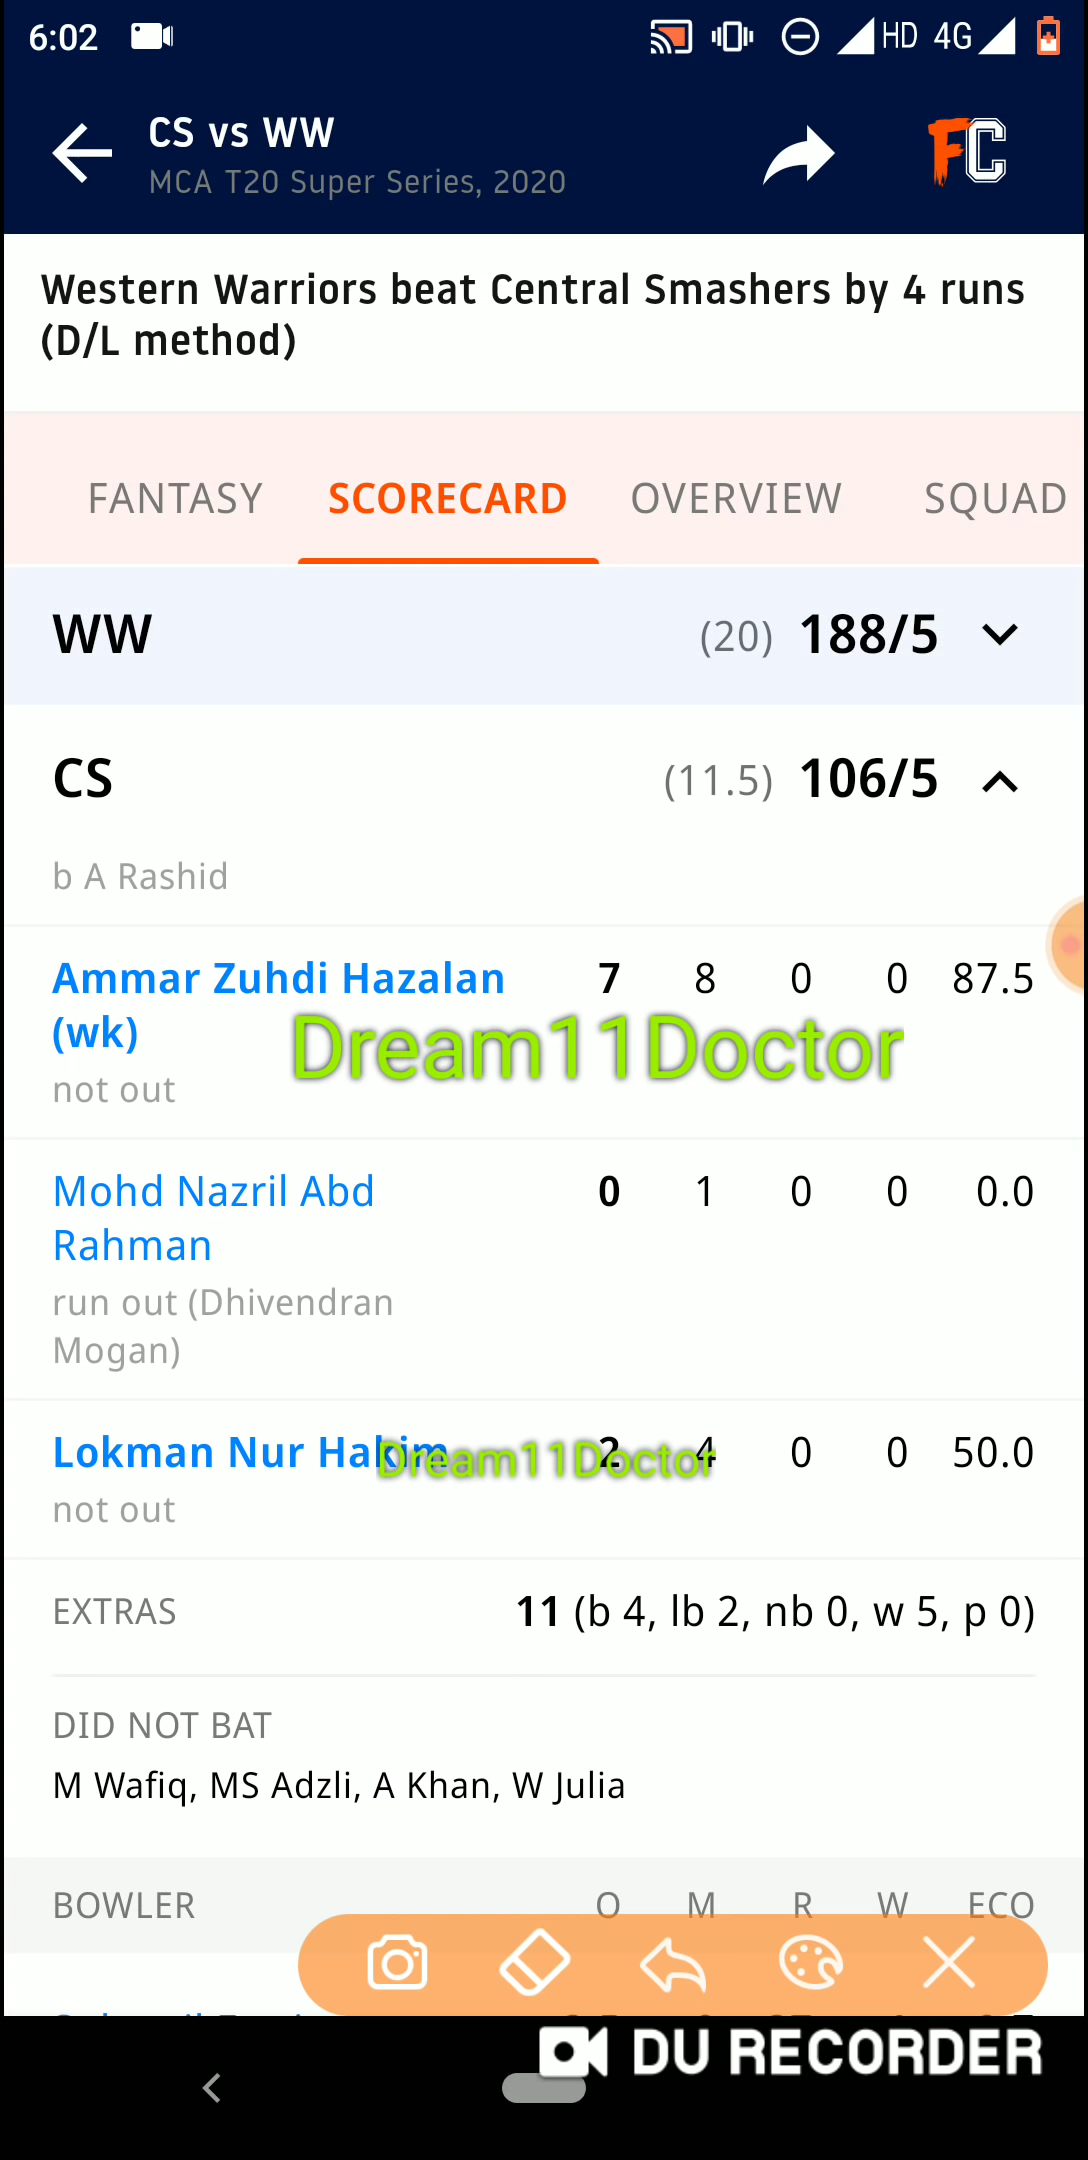 6:02 HD 4G
CS vs WW
MCA T20 Super Series, 2020
FC
Western Warriors beat Central Smashers by 4 runs
(D/L method)
FANTASY SCORECARD OVERVIEW SQUAD
WW (20) 188/5
CS (11.5) 106/5
b A Rashid
Ammar Zuhdi Hazalan 7 8 0 0 87.5
(wk)
Dream11Doctor
not out
Mohd Nazril Abd 0 1 0 0 0.0
Rahman
run out (Dhivendran
Mogan)
Lokman Nur Hakim 2 4 0 0 50.0
Dream11Doctor
not out
EXTRAS 11 (b 4, lb 2, nb 0, w 5, p 0)
DID NOT BAT
M Wafiq, MS Adzli, A Khan, W Julia
BOWLER O M R W ECO
DU RECORDER